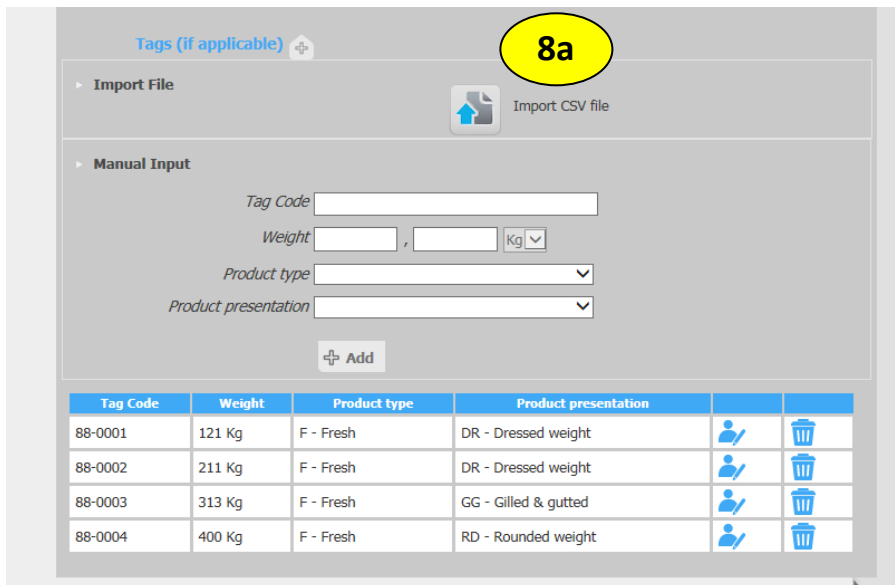 Tags (if applicable)
8a
Import File
Import CSV file
Manual Input
Tag Code
Weight , Kg
Product type
Product presentation
Add
Tag Code Weight Product type Product presentation
88-0001 121 Kg F - Fresh DR - Dressed weight
88-0002 211 Kg F - Fresh DR - Dressed weight
88-0003 313 Kg F - Fresh GG - Gilled & gutted
88-0004 400 Kg F - Fresh RD - Rounded weight